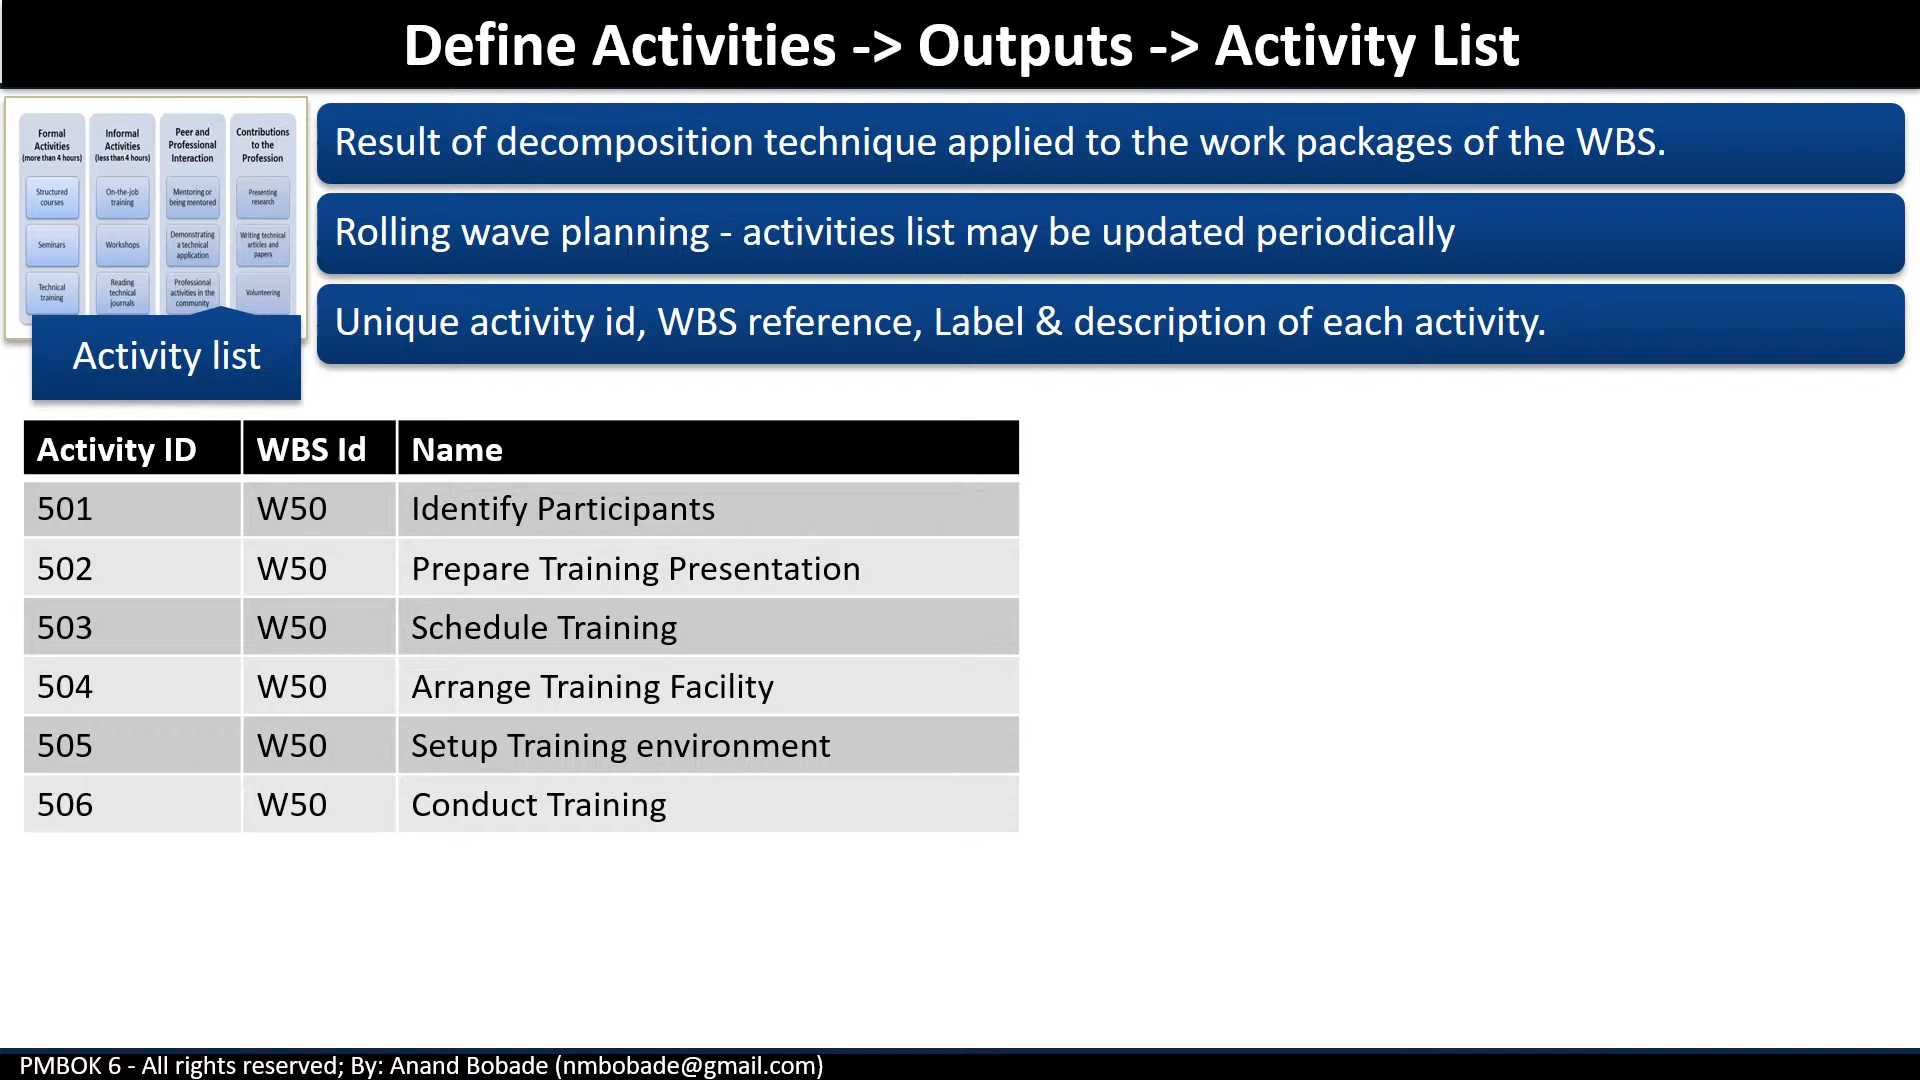 Define Activities -> Outputs -> Activity List
Formal
Activities
(more than 4 hours)
Structured
courses
Seminars
Technical
training
Informal
Activities
(less than 4 hours)
On-the-job
training
Workshops
Reading
technical
journals
Peer and
Professional
Interaction
Mentoring or
being mentored
Demonstrating
a technical
application
Professional
activities in the
community
Contributions
to the
Profession
Presenting
research
Writing technical
articles and
papers
Volunteering
Activity list
Result of decomposition technique applied to the work packages of the WBS.
Rolling wave planning - activities list may be updated periodically
Unique activity id, WBS reference, Label & description of each activity.
Activity ID WBS Id Name
501 W50 Identify Participants
502 W50 Prepare Training Presentation
503 W50 Schedule Training
504 W50 Arrange Training Facility
505 W50 Setup Training environment
506 W50 Conduct Training
PMBOK 6 - All rights reserved; By: Anand Bobade (nmbobade@gmail.com)